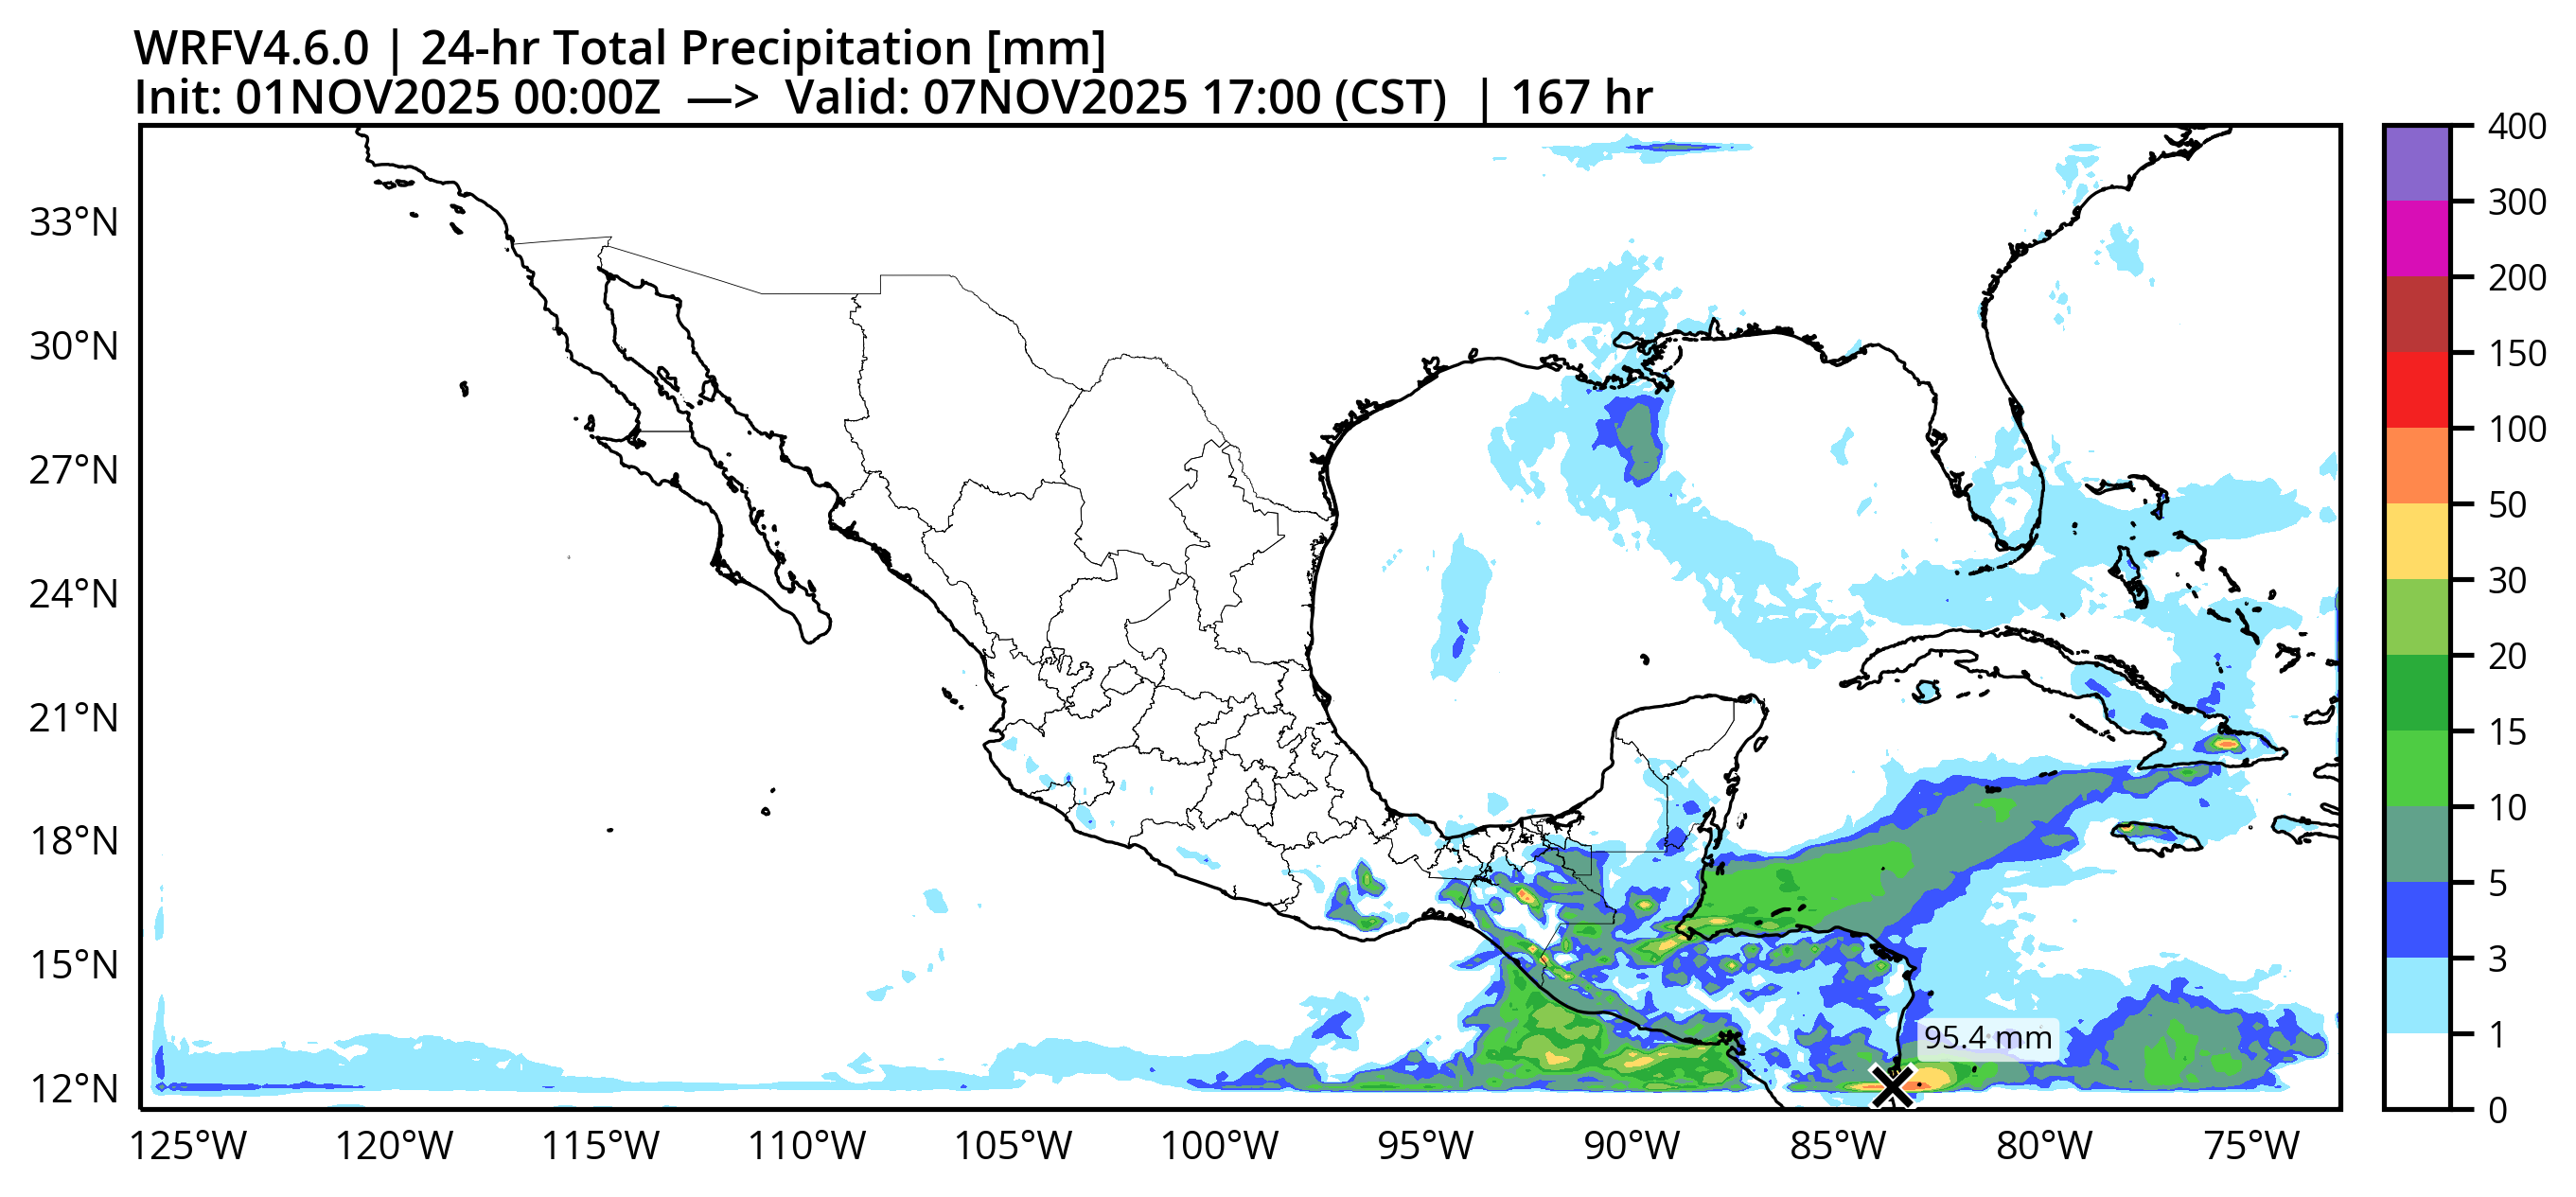 WRFV4.6.0 | 24-hr Total Precipitation [mm]
Init: 01NOV2025 00:00Z —> Valid: 07NOV2025 17:00 (CST) | 167 hr
33°N
30°N
27°N
24°N
21°N
18°N
15°N
12°N
125°W 120°W 115°W 110°W 105°W 100°W 95°W 90°W 85°W 80°W 75°W
95.4 mm
400
300
200
150
100
50
30
20
15
10
5
3
1
0